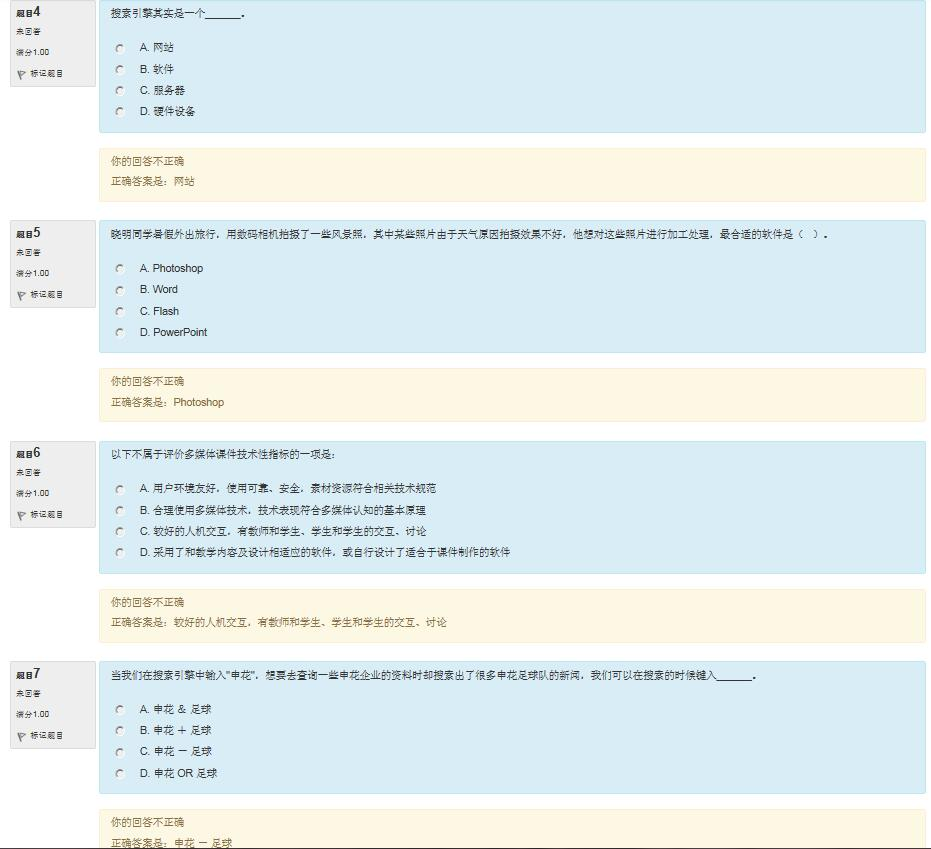 题目4
未回答
满分1.00
标记题目
搜索引擎其实是一个______。
A. 网站
B. 软件
C. 服务器
D. 硬件设备
你的回答不正确
正确答案是：网站
题目5
未回答
满分1.00
标记题目
晓明同学暑假外出旅行，用数码相机拍摄了一些风景照，其中某些照片由于天气原因拍摄效果不好，他想对这些照片进行加工处理，最合适的软件是（ ）。
A. Photoshop
B. Word
C. Flash
D. PowerPoint
你的回答不正确
正确答案是：Photoshop
题目6
未回答
满分1.00
标记题目
以下不属于评价多媒体课件技术性指标的一项是：
A. 用户环境友好，使用可靠、安全，素材资源符合相关技术规范
B. 合理使用多媒体技术，技术表现符合多媒体认知的基本原理
C. 较好的人机交互，有教师和学生、学生和学生的交互、讨论
D. 采用了和教学内容及设计相适应的软件，或自行设计了适合于课件制作的软件
你的回答不正确
正确答案是：较好的人机交互，有教师和学生、学生和学生的交互、讨论
题目7
未回答
满分1.00
标记题目
当我们在搜索引擎中输入"申花"，想要去查询一些申花企业的资料时却搜索出了很多申花足球队的新闻，我们可以在搜索的时候键入______。
A. 申花 ＆ 足球
B. 申花 ＋ 足球
C. 申花 － 足球
D. 申花 OR 足球
你的回答不正确
正确答案是：申花 － 足球